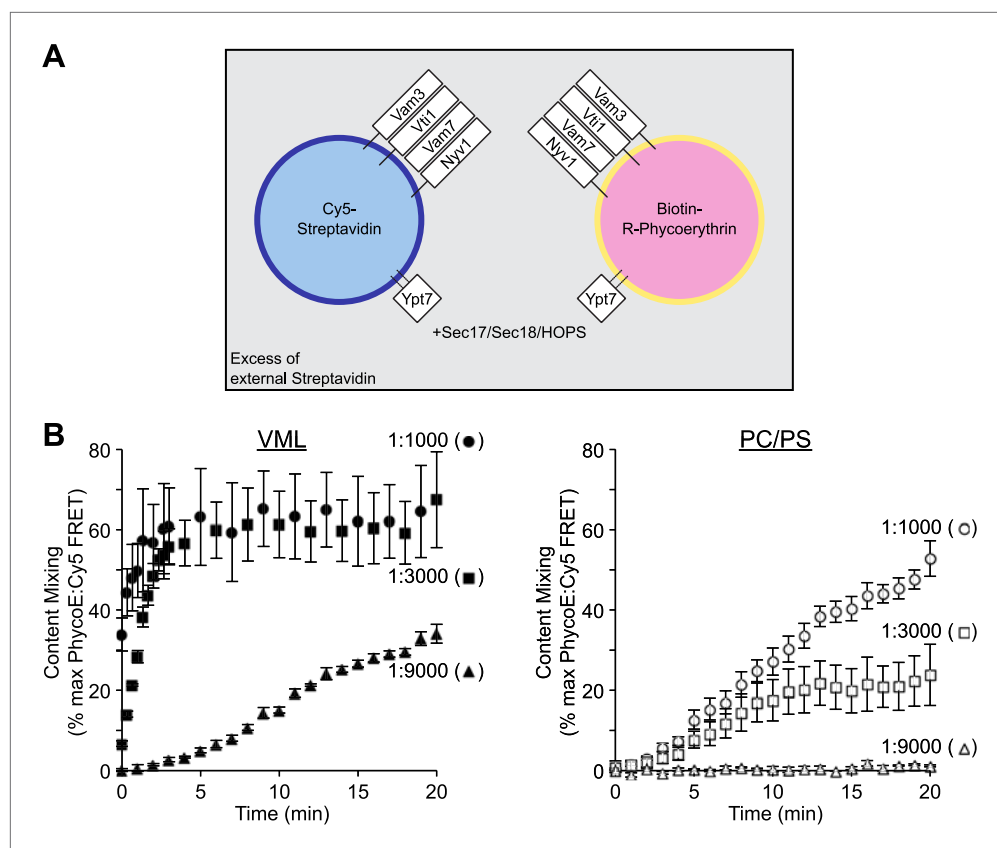 A
Vam3
Vti1
Vam7
Nyv1
Vam3
Vti1
Vam7
Nyv1
Cy5-
Streptavidin
Biotin-
R-Phycoerythrin
Ypt7
Ypt7
+Sec17/Sec18/HOPS
Excess of
external Streptavidin
B
VML
Content Mixing
(% max PhycoE:Cy5 FRET)
80
60
40
20
0
1:1000 (●)
1:3000 (■)
1:9000 (▲)
0 5 10 15 20
Time (min)
PC/PS
Content Mixing
(% max PhycoE:Cy5 FRET)
80
60
40
20
0
1:1000 (○)
1:3000 (□)
1:9000 (△)
0 5 10 15 20
Time (min)